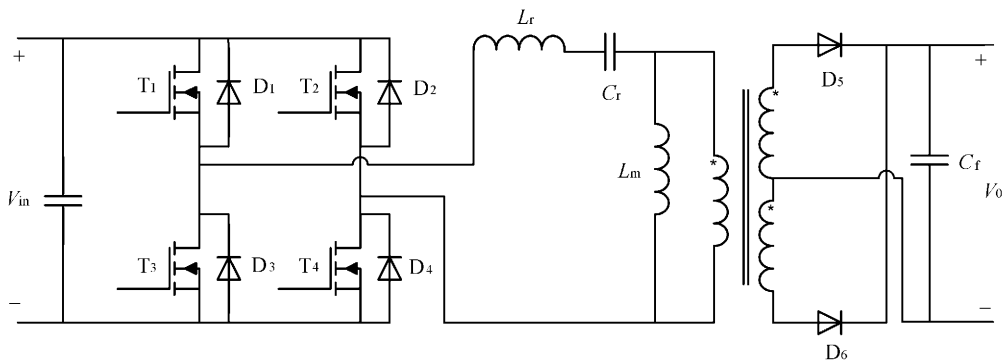 Lr
+
T1
D1
T2
D2
Cr
D5
+
Vin
Lm
*
*
*
Cf
V0
T3
D3
T4
D4
−
−
D6